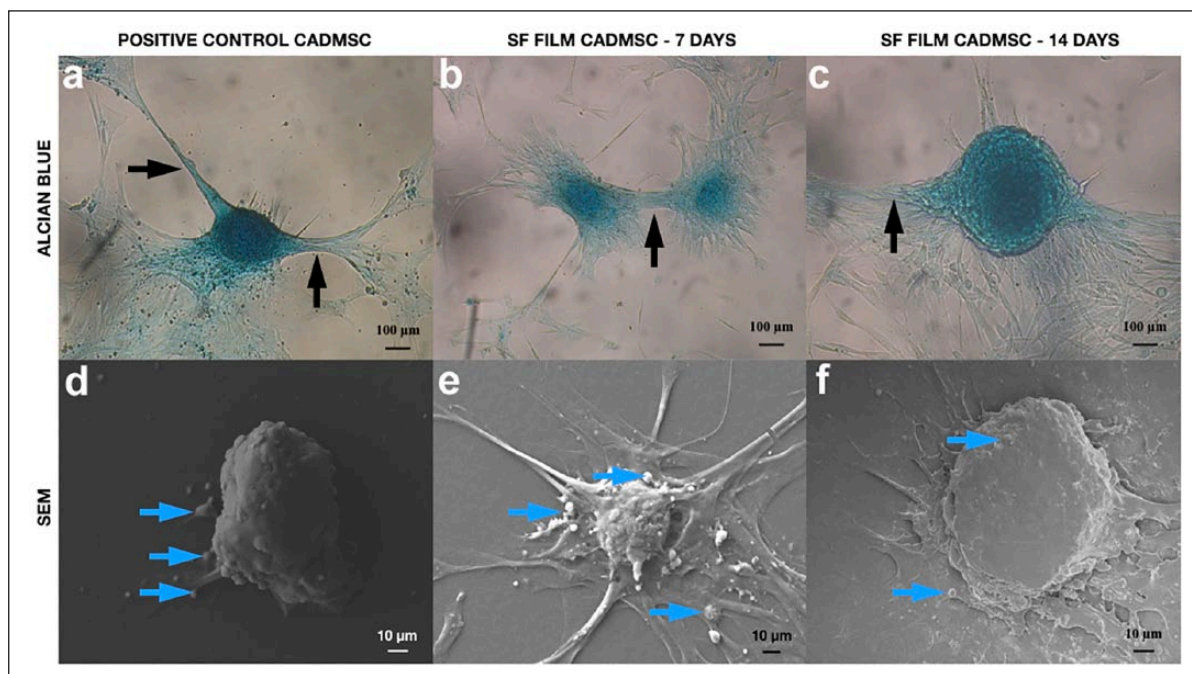 POSITIVE CONTROL CADMSC
SF FILM CADMSC - 7 DAYS
SF FILM CADMSC - 14 DAYS
ALCIAN BLUE
a
100 µm
b
100 µm
c
100 µm
SEM
d
10 µm
e
10 µm
f
10 µm